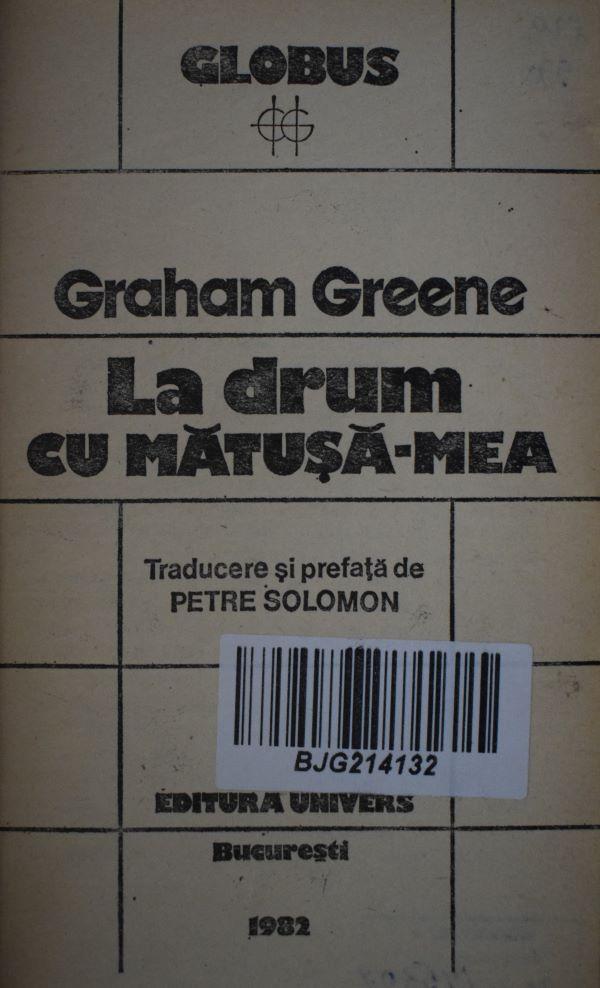 GLOBUS
Graham Greene
La drum
CU MĂTUȘĂ-MEA
Traducere și prefață de
PETRE SOLOMON
BJG214132
EDITURA UNIVERS
București
1982